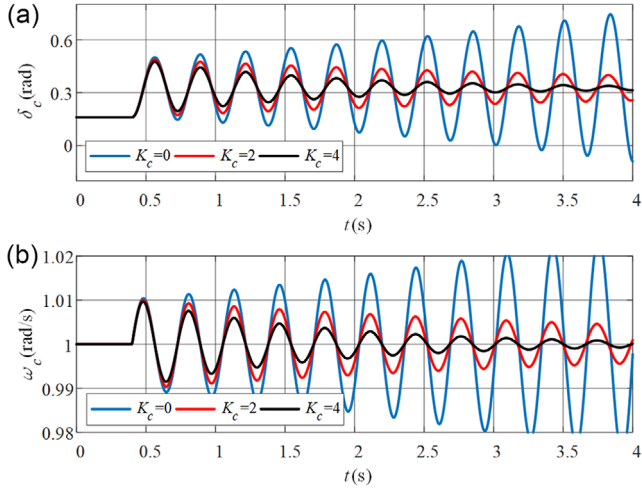 (a)
0.6
0.3
0
δc (rad)
Kc=0 Kc=2 Kc=4
0 0.5 1 1.5 2 2.5 3 3.5 4
t(s)
(b)
1.02
1.01
1
0.99
0.98
ωc (rad/s)
Kc=0 Kc=2 Kc=4
0 0.5 1 1.5 2 2.5 3 3.5 4
t(s)